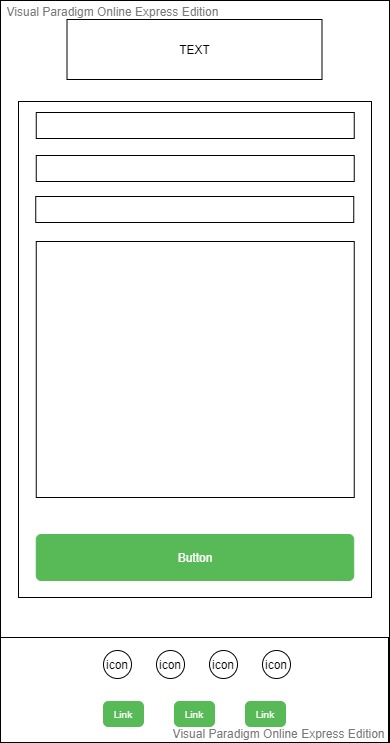 Visual Paradigm Online Express Edition
TEXT
Button
icon icon icon icon
Link Link Link
Visual Paradigm Online Express Edition